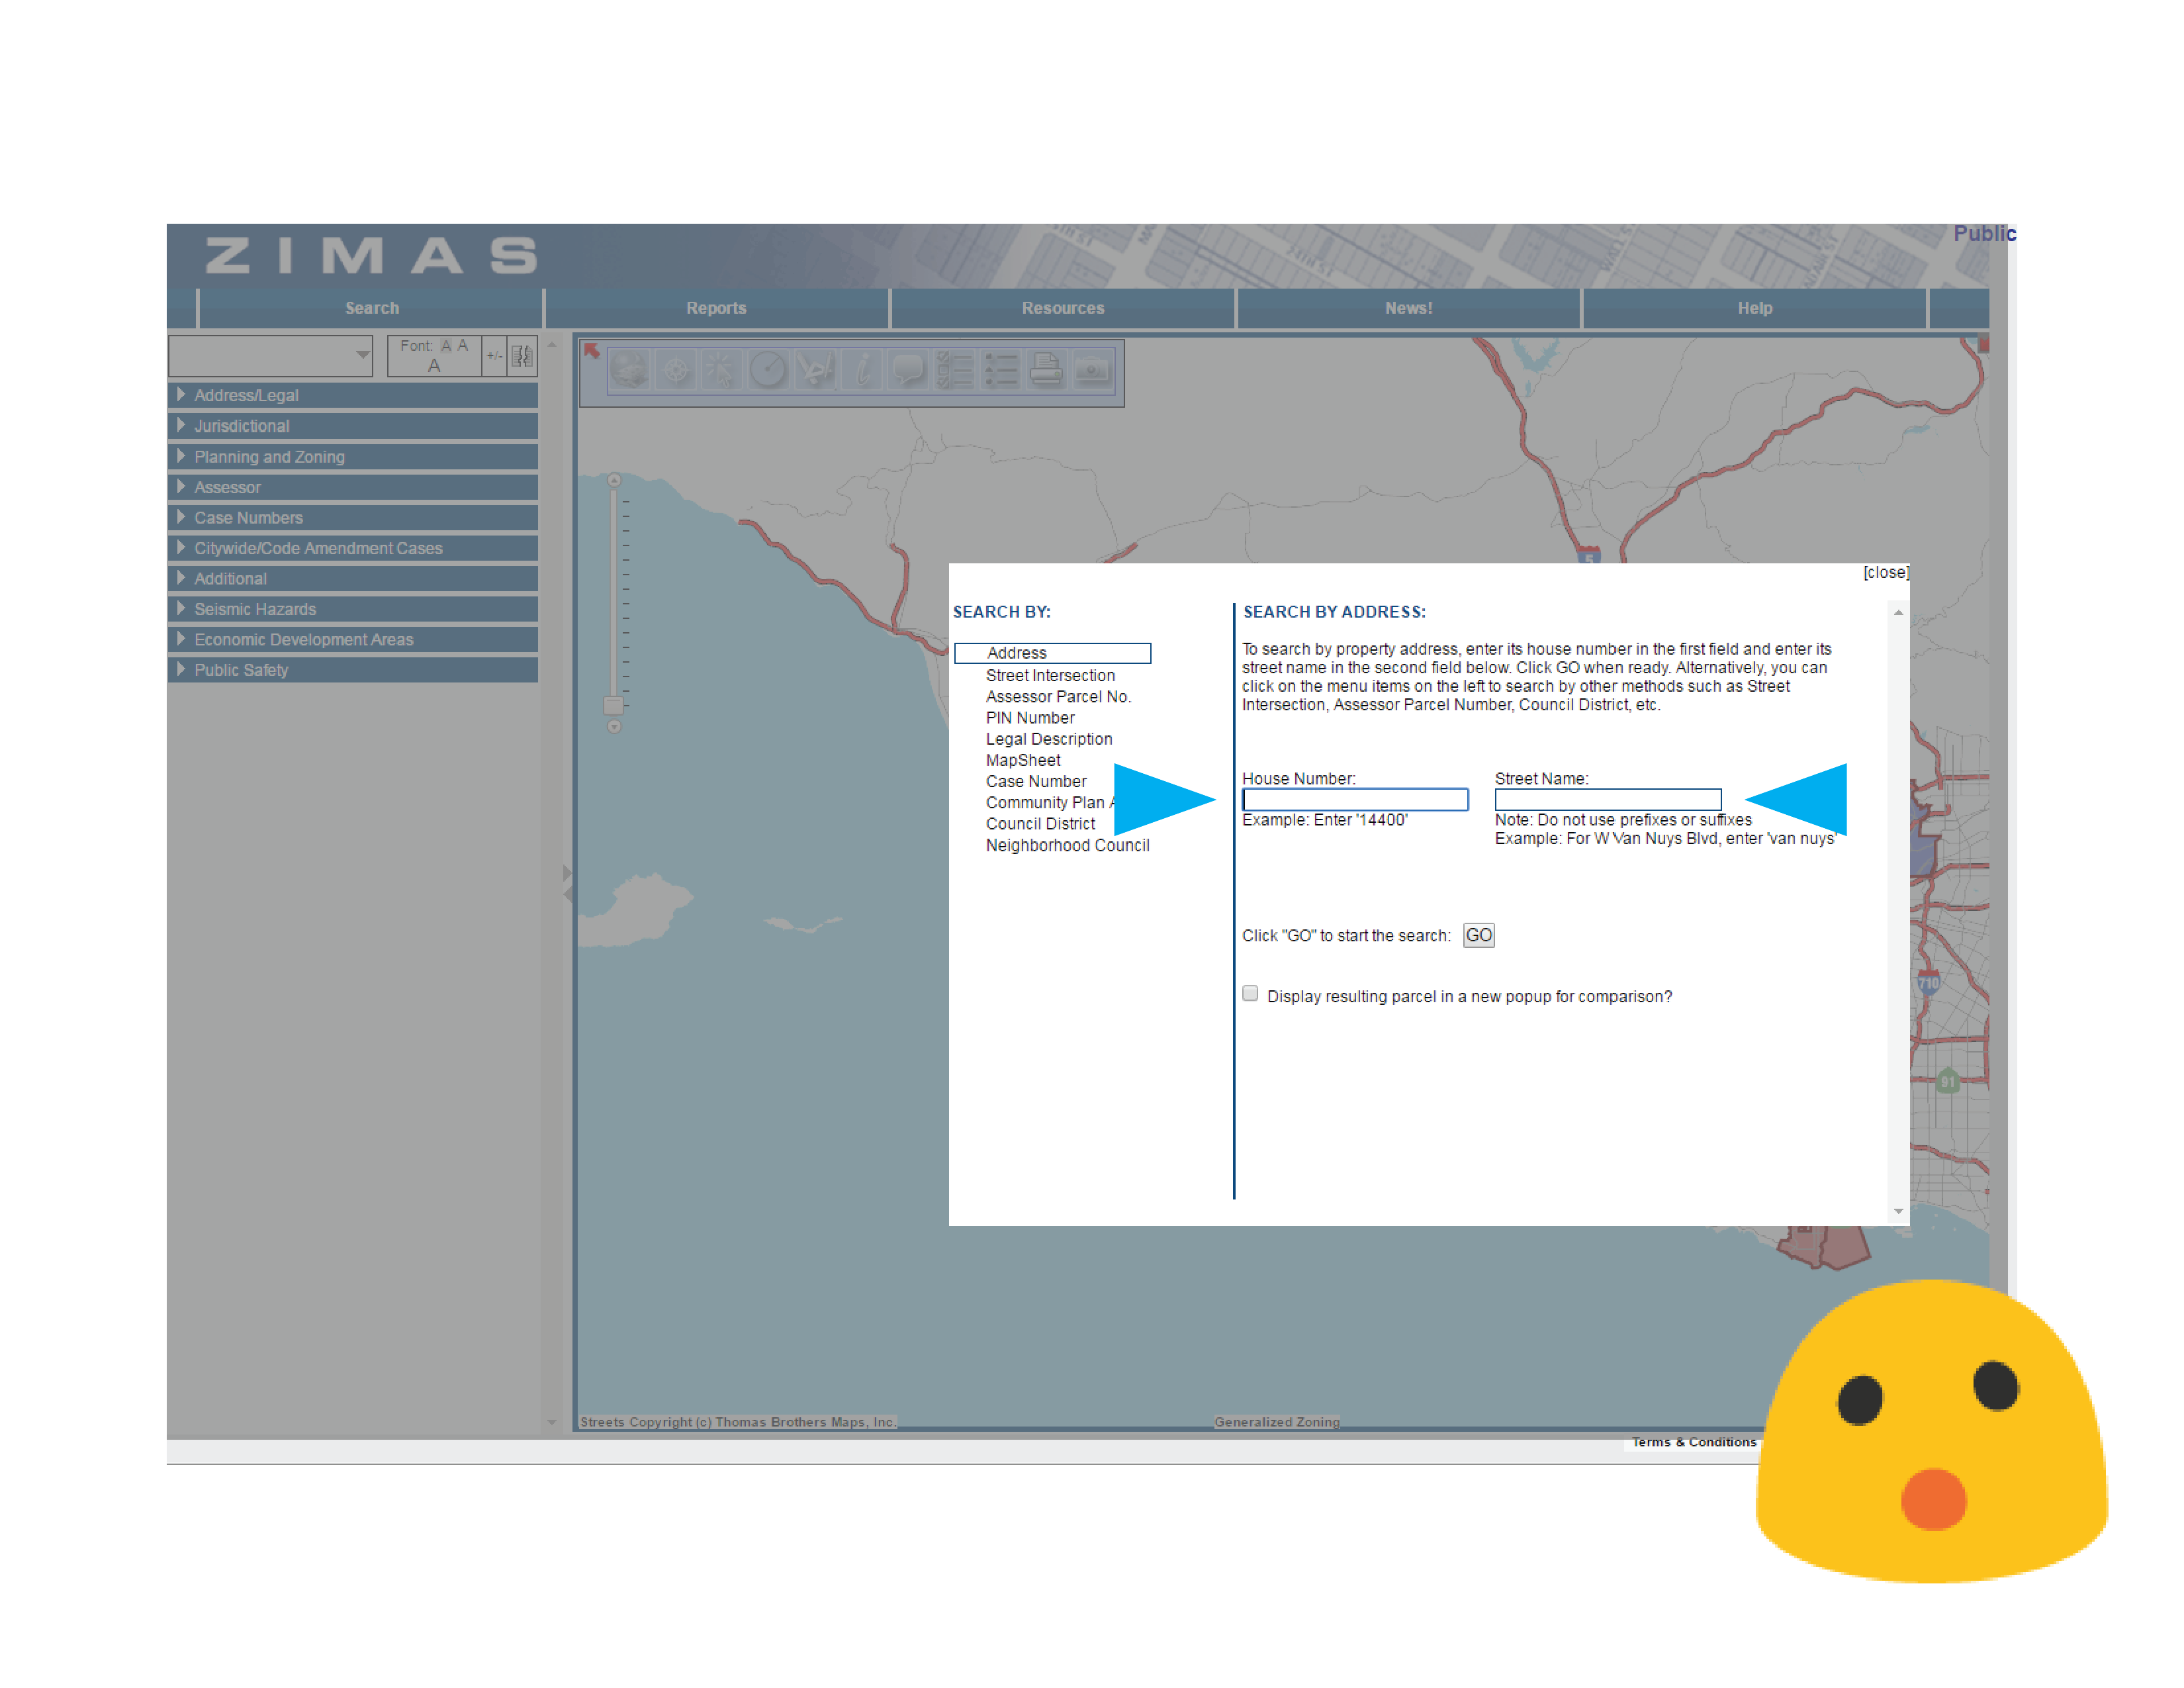 ZIMAS
Public
Search
Reports
Resources
News!
Help
Font: A A
A
+/-
Address/Legal
Jurisdictional
Planning and Zoning
Assessor
Case Numbers
Citywide/Code Amendment Cases
Additional
Seismic Hazards
Economic Development Areas
Public Safety
5
[close]
SEARCH BY:
Address
Street Intersection
Assessor Parcel No.
PIN Number
Legal Description
MapSheet
Case Number
Community Plan
Council District
Neighborhood Council
SEARCH BY ADDRESS:
To search by property address, enter its house number in the first field and enter its
street name in the second field below. Click GO when ready. Alternatively, you can
click on the menu items on the left to search by other methods such as Street
Intersection, Assessor Parcel Number, Council District, etc.
House Number:
Example: Enter '14400'
Street Name:
Note: Do not use prefixes or suffixes
Example: For W Van Nuys Blvd, enter 'van nuys'
Click "GO" to start the search:
GO
Display resulting parcel in a new popup for comparison?
710
91
Streets Copyright (c) Thomas Brothers Maps, Inc.
Generalized Zoning
Terms & Conditions